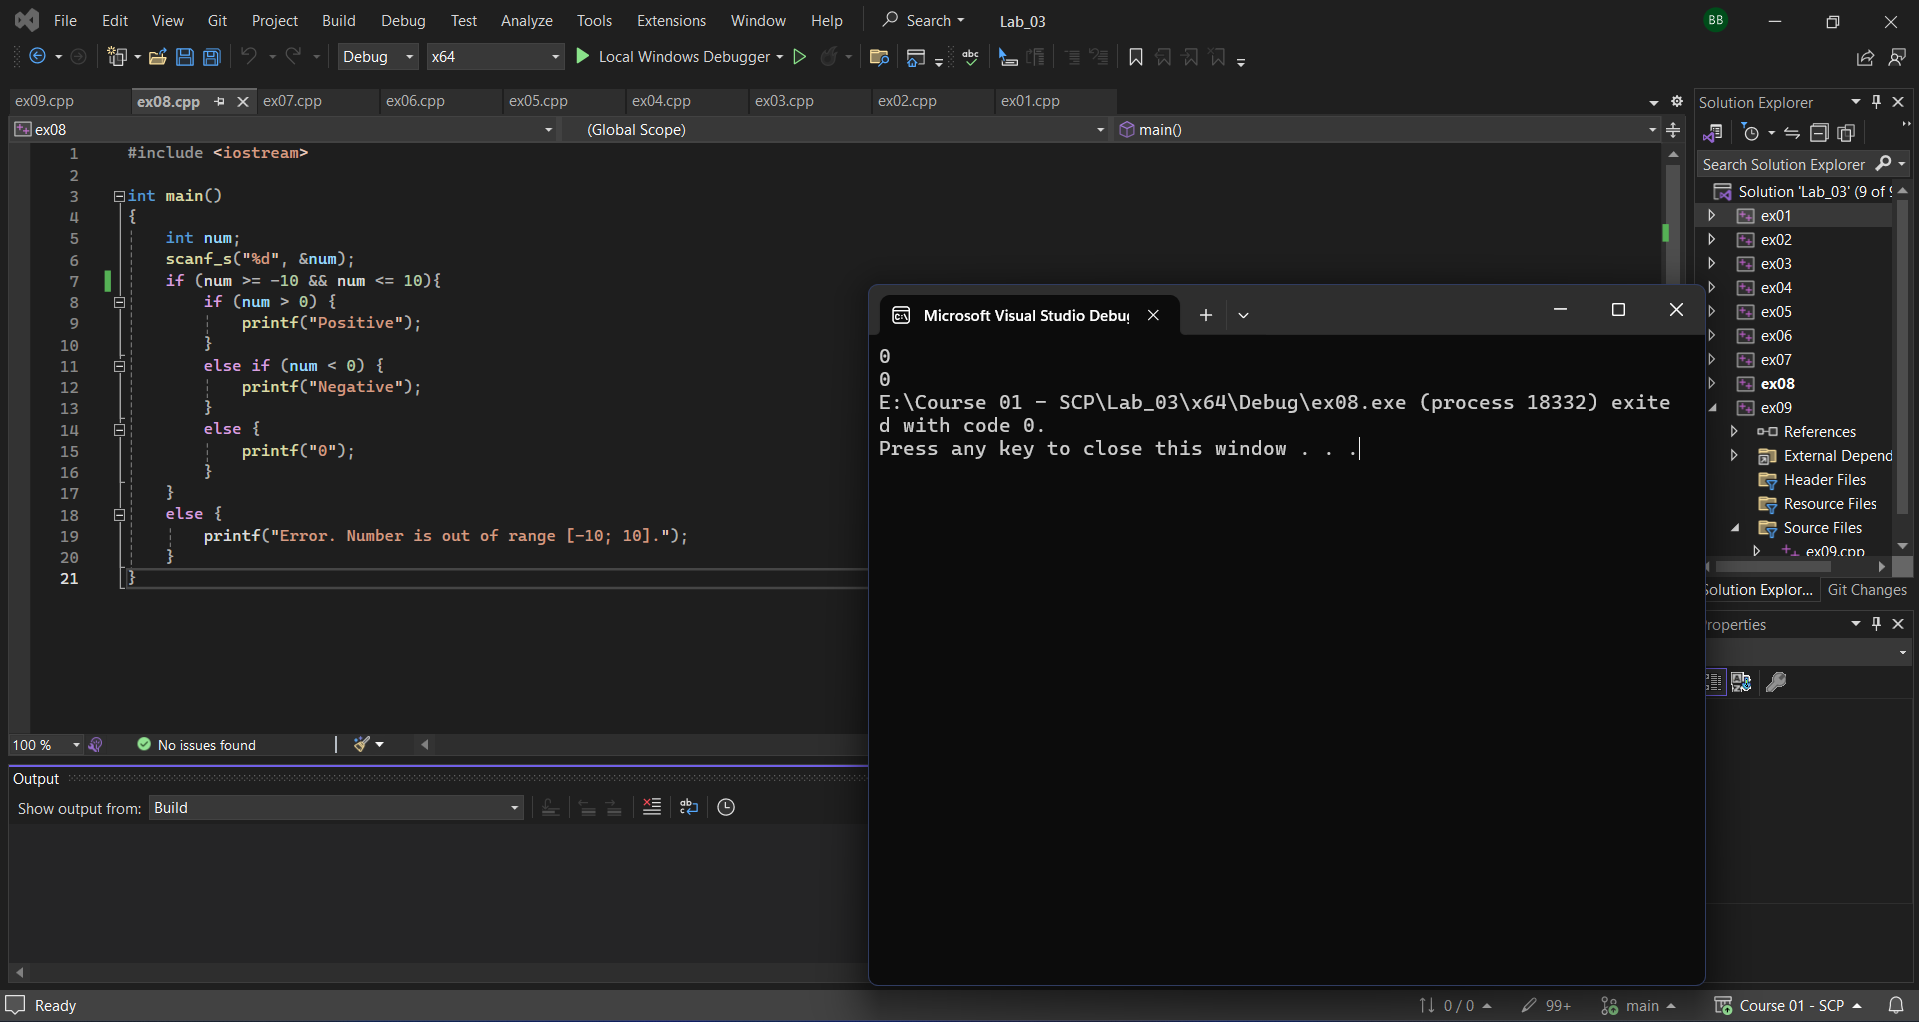 File Edit View Git Project Build Debug Test Analyze Tools Extensions Window Help Search Lab_03 BB
Debug x64 Local Windows Debugger
ex09.cpp ex08.cpp ex07.cpp ex06.cpp ex05.cpp ex04.cpp ex03.cpp ex02.cpp ex01.cpp
ex08 (Global Scope) main()
1 #include <iostream>
2
3 int main()
4 {
5 int num;
6 scanf_s("%d", &num);
7 if (num >= -10 && num <= 10){
8 if (num > 0) {
9 printf("Positive");
10 }
11 else if (num < 0) {
12 printf("Negative");
13 }
14 else {
15 printf("0");
16 }
17 }
18 else {
19 printf("Error. Number is out of range [-10; 10].");
20 }
21 }
100 % No issues found
Output
Show output from: Build
Microsoft Visual Studio Debu
0
0
E:\Course 01 - SCP\Lab_03\x64\Debug\ex08.exe (process 18332) exite
d with code 0.
Press any key to close this window . . .
Solution Explorer
Search Solution Explorer
Solution 'Lab_03' (9 of
ex01
ex02
ex03
ex04
ex05
ex06
ex07
ex08
ex09
References
External Depend
Header Files
Resource Files
Source Files
ex09.cpp
Solution Explor... Git Changes
roperties
Ready 0 / 0 99+ main Course 01 - SCP